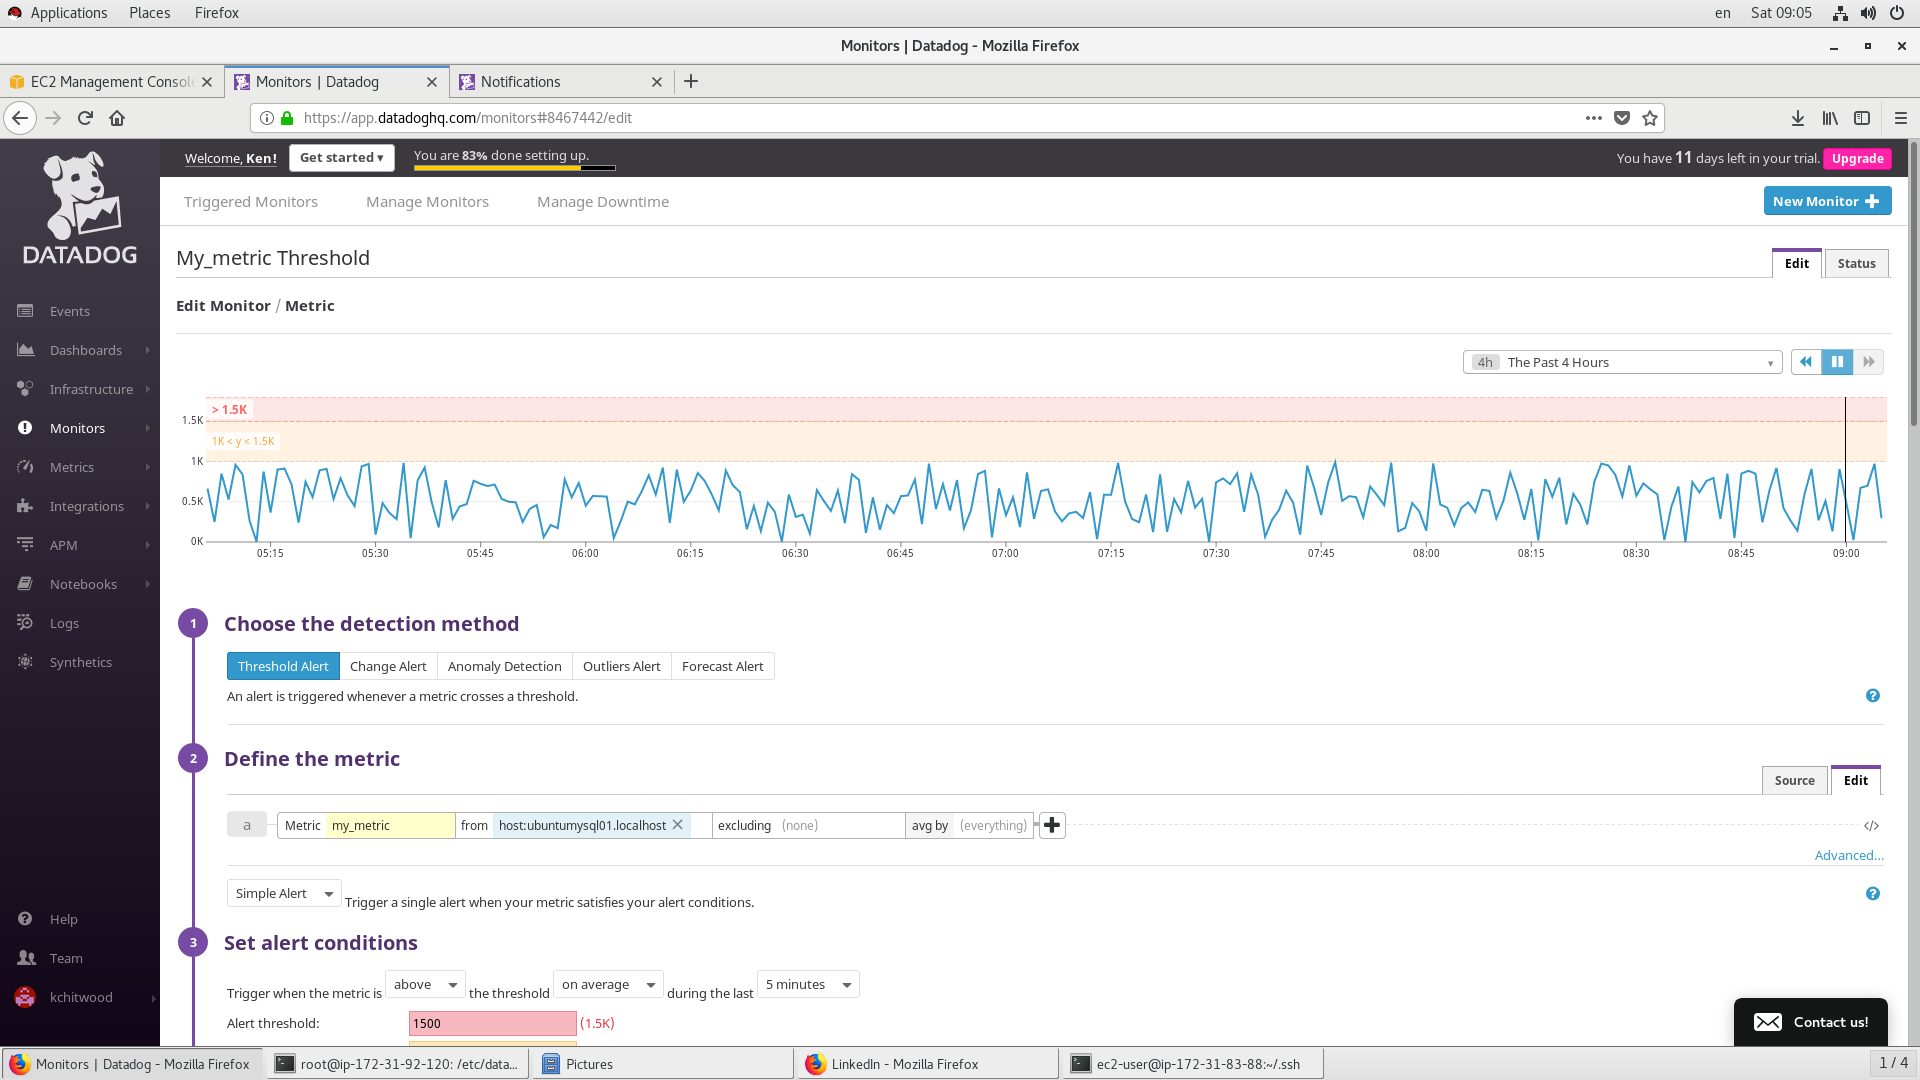 Applications Places Firefox en Sat 09:05
Monitors | Datadog - Mozilla Firefox
EC2 Management Consol Monitors | Datadog Notifications
https://app.datadoghq.com/monitors#8467442/edit
Welcome, Ken! Get started ▾ You are 83% done setting up. You have 11 days left in your trial. Upgrade
Triggered Monitors Manage Monitors Manage Downtime New Monitor
DATADOG
Events
Dashboards
Infrastructure
Monitors
Metrics
Integrations
APM
Notebooks
Logs
Synthetics
Help
Team
kchitwood
My_metric Threshold Edit Status
Edit Monitor / Metric
4h The Past 4 Hours
> 1.5K
1.5K
1K < y < 1.5K
1K
0.5K
0K
05:15 05:30 05:45 06:00 06:15 06:30 06:45 07:00 07:15 07:30 07:45 08:00 08:15 08:30 08:45 09:00
1 Choose the detection method
Threshold Alert Change Alert Anomaly Detection Outliers Alert Forecast Alert
An alert is triggered whenever a metric crosses a threshold. ?
2 Define the metric
Source Edit
a Metric my_metric from host:ubuntumysql01.localhost excluding (none) avg by (everything) </>
Advanced...
Simple Alert Trigger a single alert when your metric satisfies your alert conditions. ?
3 Set alert conditions
Trigger when the metric is above the threshold on average during the last 5 minutes
Alert threshold: 1500 (1.5K)
Contact us!
Monitors | Datadog - Mozilla Firefox root@ip-172-31-92-120: /etc/data... Pictures LinkedIn - Mozilla Firefox ec2-user@ip-172-31-83-88:~/.ssh 1 / 4